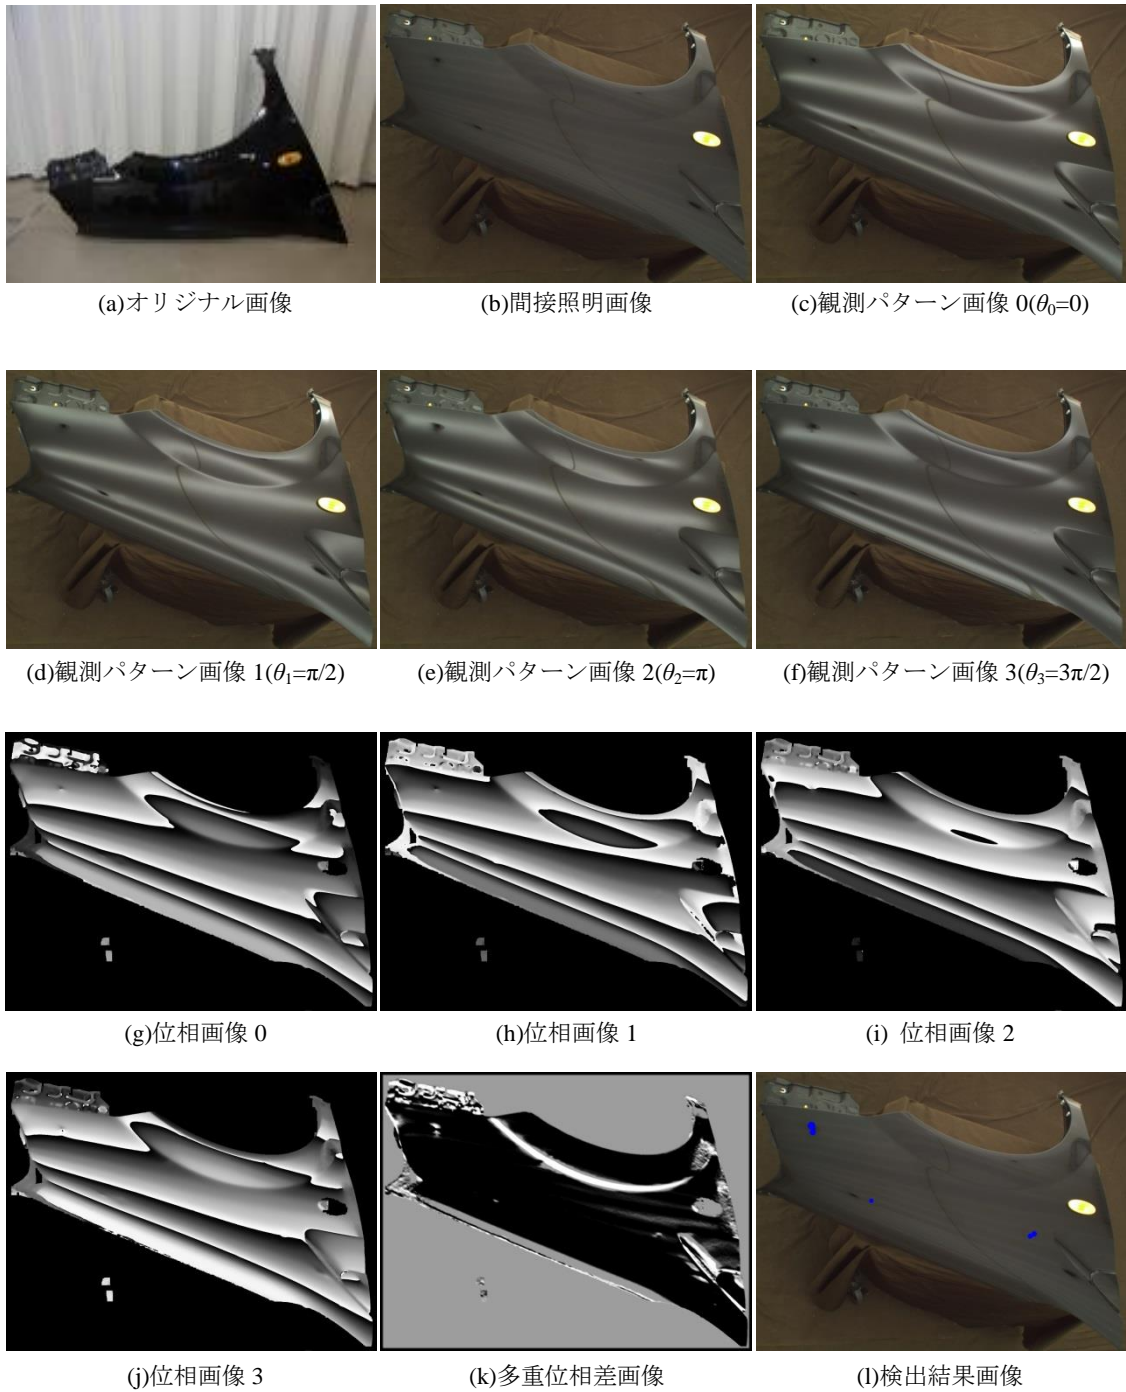 (a)オリジナル画像
(b)間接照明画像
(c)観測パターン画像 0(θ₀=0)
(d)観測パターン画像 1(θ₁=π/2)
(e)観測パターン画像 2(θ₂=π)
(f)観測パターン画像 3(θ₃=3π/2)
(g)位相画像 0
(h)位相画像 1
(i) 位相画像 2
(j)位相画像 3
(k)多重位相差画像
(l)検出結果画像